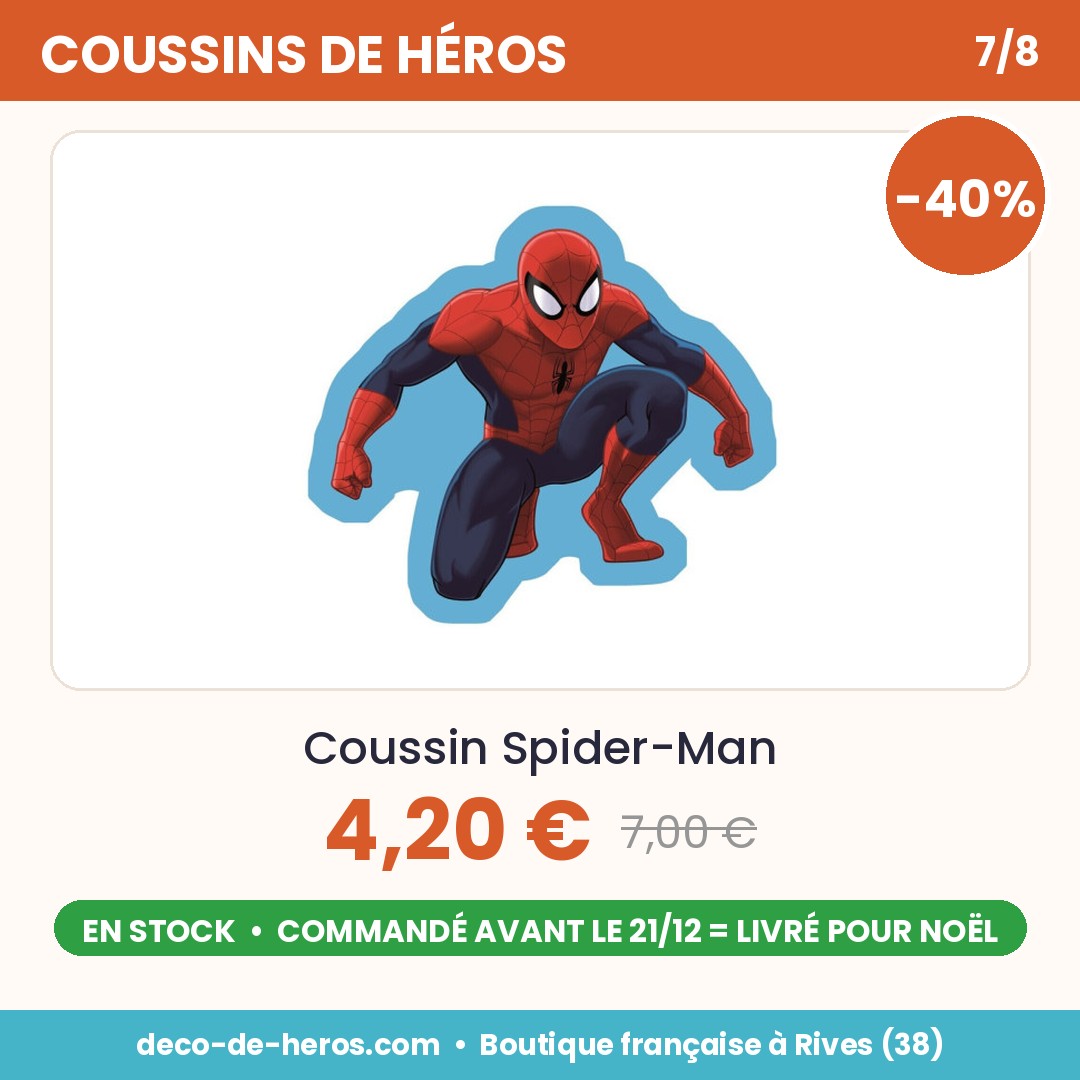 COUSSINS DE HÉROS
7/8
-40%
Coussin Spider-Man
4,20 € 7,00 €
EN STOCK • COMMANDÉ AVANT LE 21/12 = LIVRÉ POUR NOËL
deco-de-heros.com • Boutique française à Rives (38)